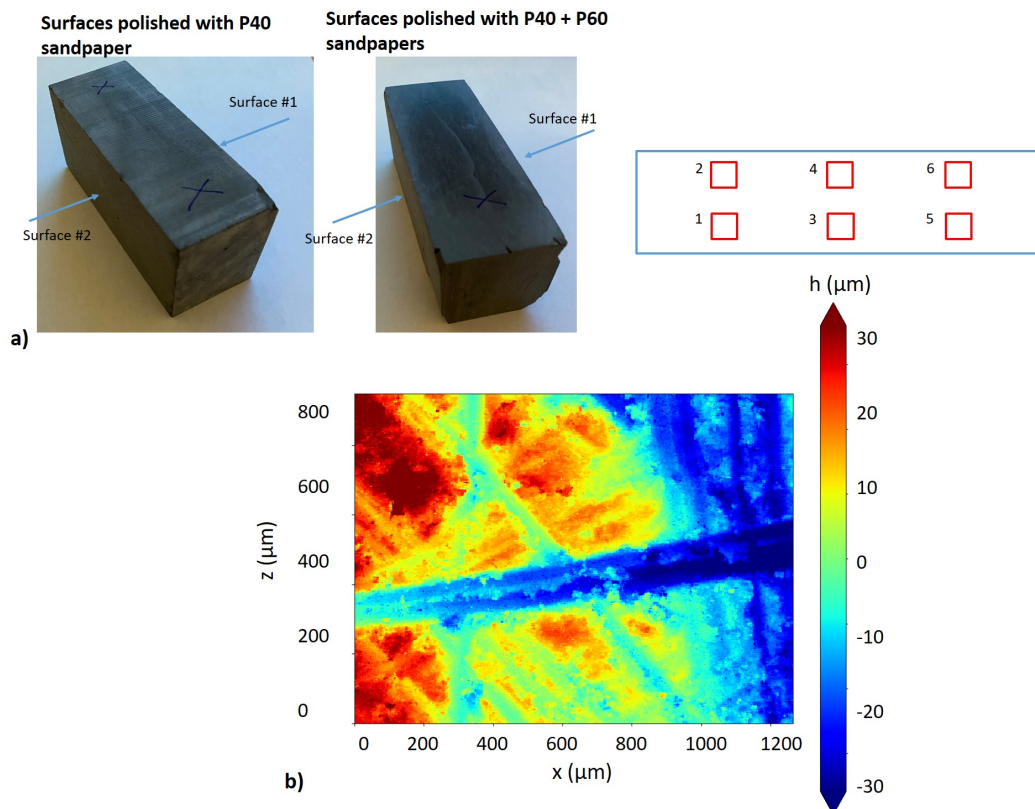 Surfaces polished with P40
sandpaper
Surfaces polished with P40 + P60
sandpapers
Surface #1
Surface #2
Surface #1
Surface #2
2
4
6
1
3
5
a)
h (µm)
30
20
10
0
-10
-20
-30
800
600
400
200
0
z (µm)
0
200
400
600
800
1000
1200
x (µm)
b)